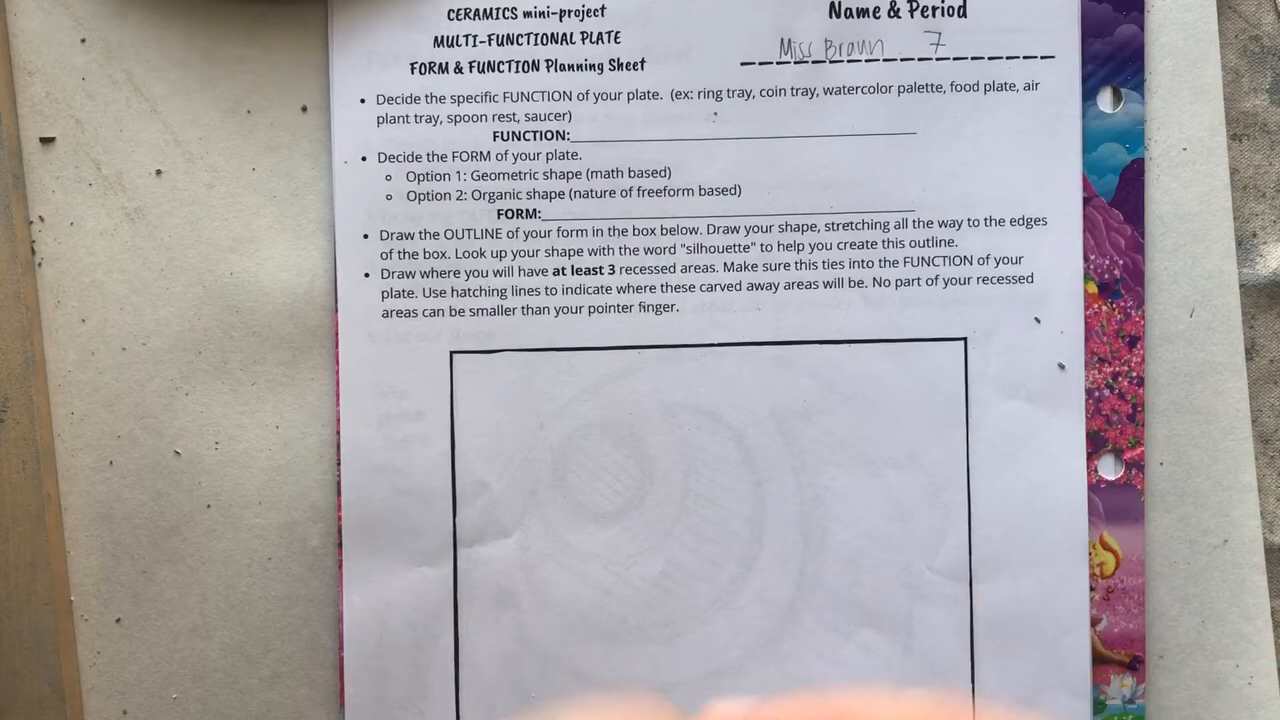 CERAMICS mini-project
MULTI-FUNCTIONAL PLATE
FORM & FUNCTION Planning Sheet
Name & Period
Miss Braun 7
• Decide the specific FUNCTION of your plate. (ex: ring tray, coin tray, watercolor palette, food plate, air
plant tray, spoon rest, saucer)
FUNCTION:
• Decide the FORM of your plate.
o Option 1: Geometric shape (math based)
o Option 2: Organic shape (nature of freeform based)
FORM:
• Draw the OUTLINE of your form in the box below. Draw your shape, stretching all the way to the edges
of the box. Look up your shape with the word "silhouette" to help you create this outline.
• Draw where you will have at least 3 recessed areas. Make sure this ties into the FUNCTION of your
plate. Use hatching lines to indicate where these carved away areas will be. No part of your recessed
areas can be smaller than your pointer finger.